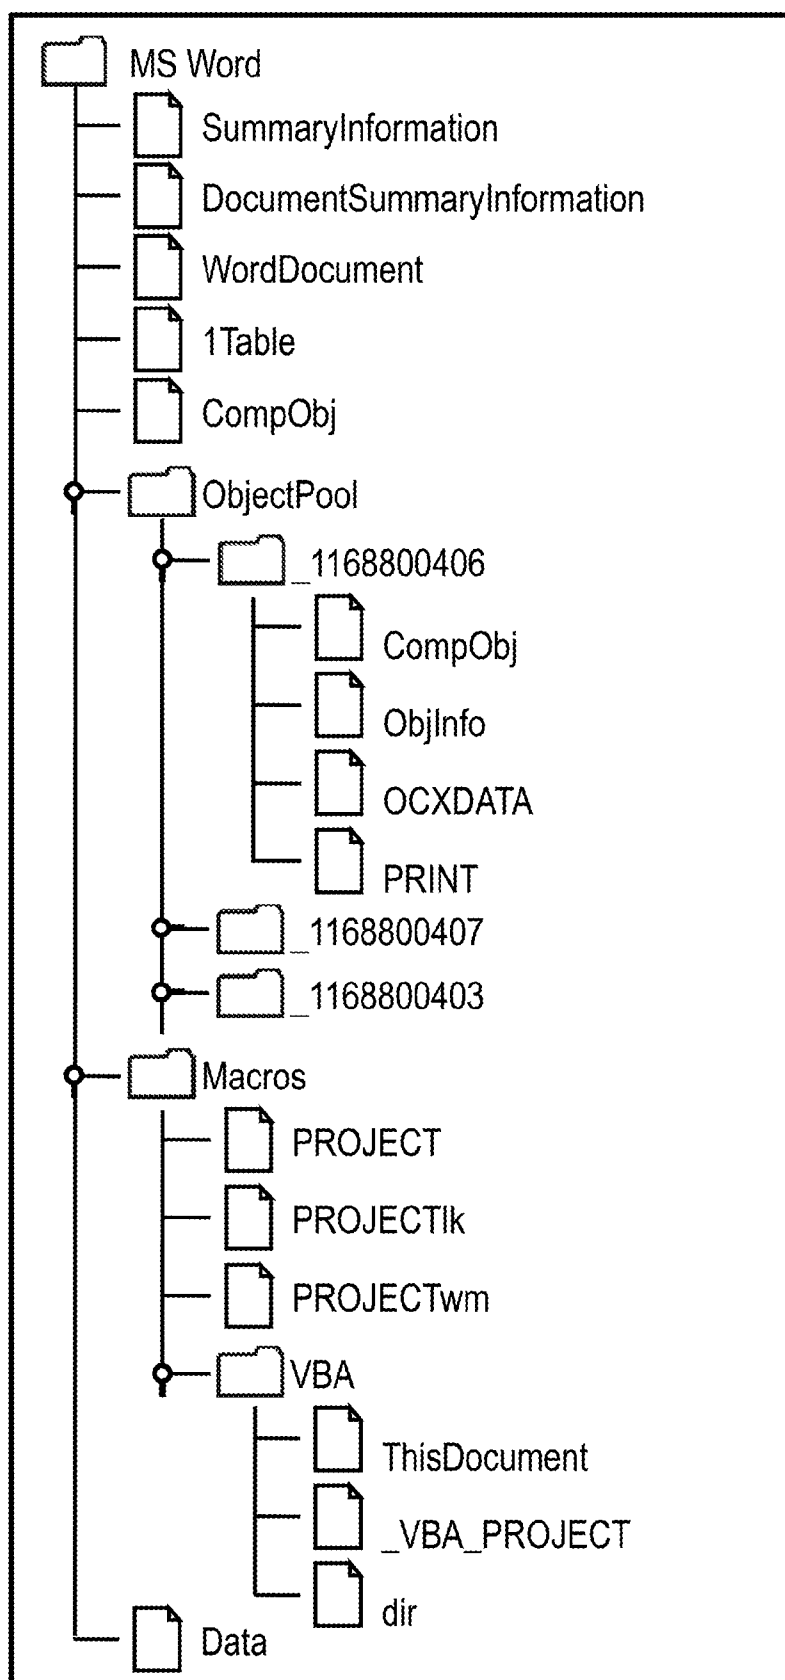 MS Word
SummaryInformation
DocumentSummaryInformation
WordDocument
1Table
CompObj
ObjectPool
_1168800406
CompObj
ObjInfo
OCXDATA
PRINT
_1168800407
_1168800403
Macros
PROJECT
PROJECTlk
PROJECTwm
VBA
ThisDocument
_VBA_PROJECT
dir
Data